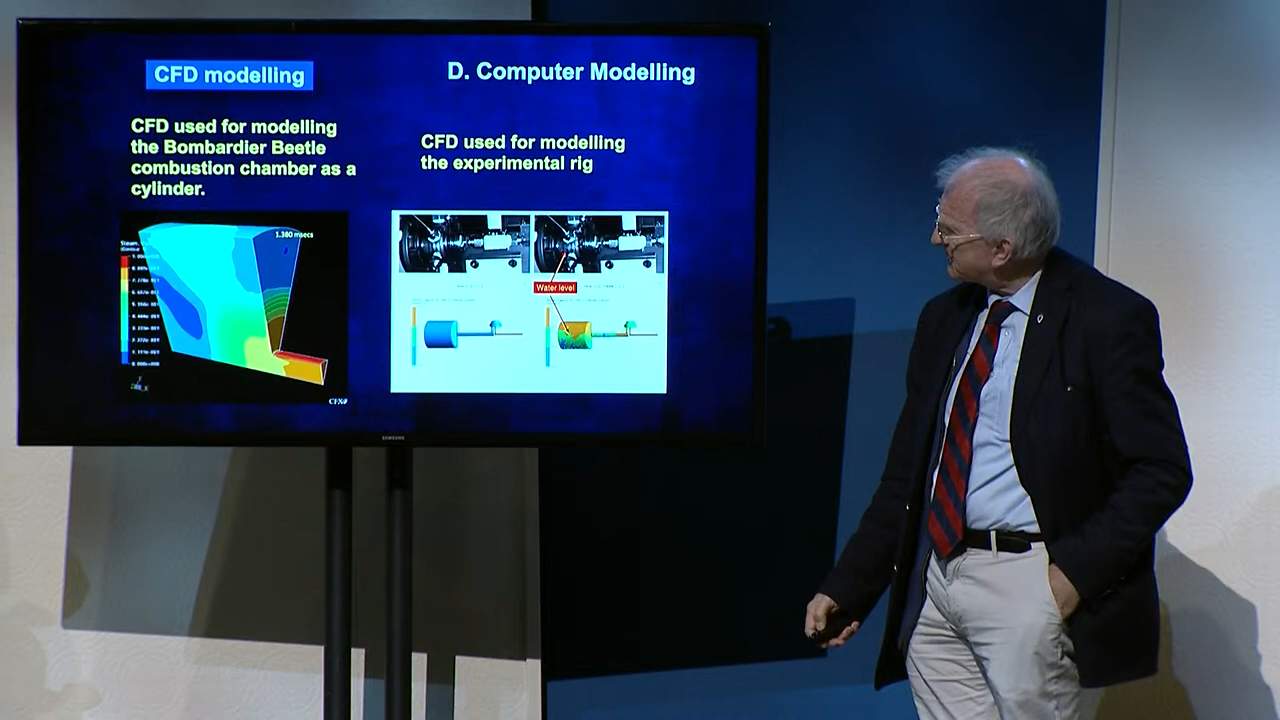 CFD modelling
D. Computer Modelling
CFD used for modelling
the Bombardier Beetle
combustion chamber as a
cylinder.
CFD used for modelling
the experimental rig
1.380 msecs
Water level
CFX
SAMSUNG